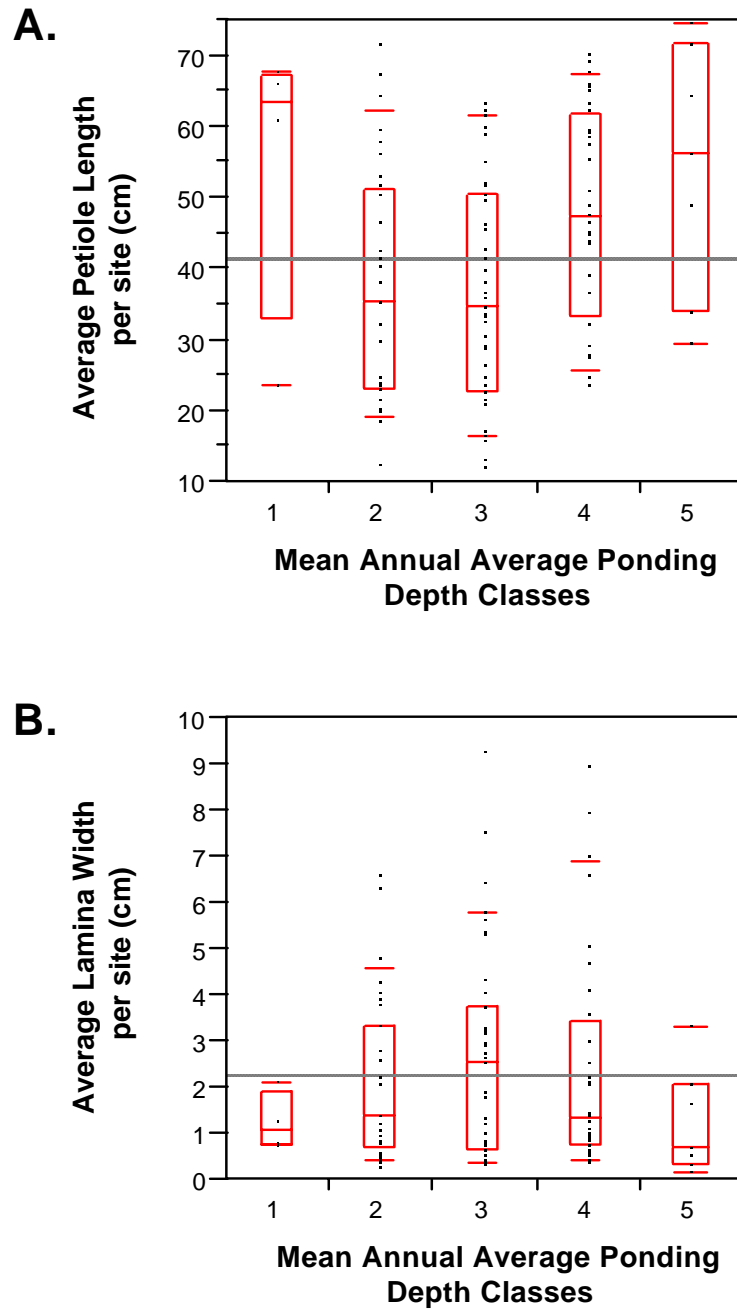 A.
Average Petiole Length
per site (cm)
70
60
50
40
30
20
10
1 2 3 4 5
Mean Annual Average Ponding
Depth Classes
B.
Average Lamina Width
per site (cm)
10
9
8
7
6
5
4
3
2
1
0
1 2 3 4 5
Mean Annual Average Ponding
Depth Classes